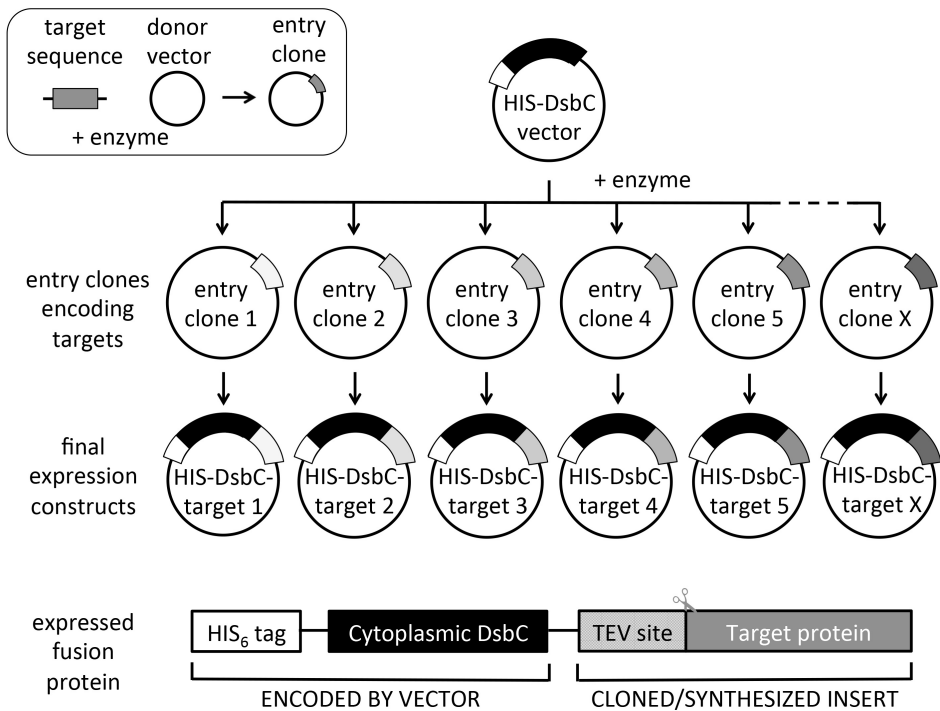 target
sequence
donor
vector
entry
clone
+ enzyme
HIS-DsbC
vector
+ enzyme
entry clones
encoding
targets
entry
clone 1
entry
clone 2
entry
clone 3
entry
clone 4
entry
clone 5
entry
clone X
final
expression
constructs
HIS-DsbC-
target 1
HIS-DsbC-
target 2
HIS-DsbC-
target 3
HIS-DsbC-
target 4
HIS-DsbC-
target 5
HIS-DsbC-
target X
expressed
fusion
protein
HIS₆ tag
Cytoplasmic DsbC
TEV site
Target protein
ENCODED BY VECTOR
CLONED/SYNTHESIZED INSERT